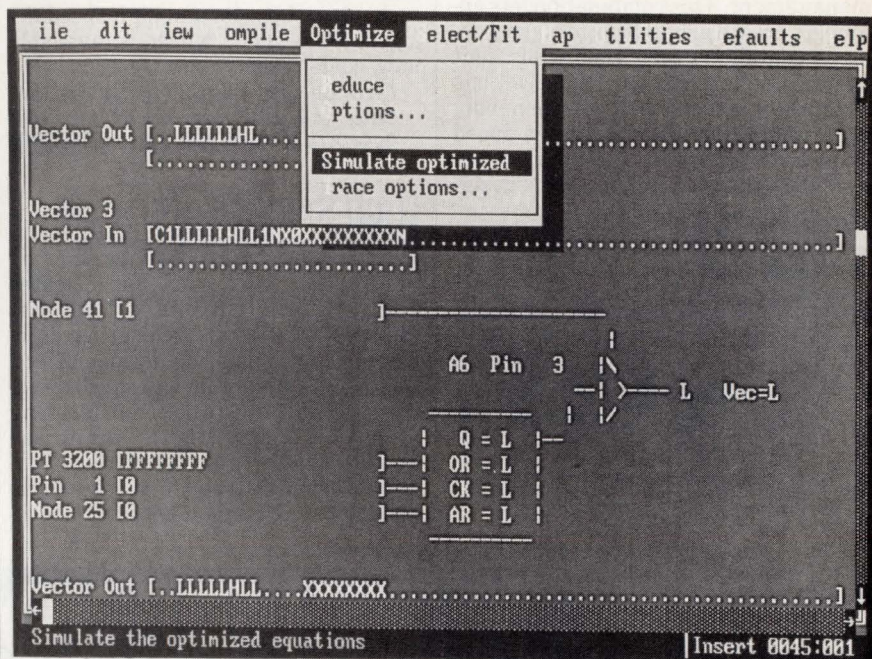 ile dit iew ompile Optimize elect/Fit ap tilities efaults elp
educe
ptions...
Vector Out [..LLLLLLHL....
...........................]
[..............
Simulate optimized
race options...
Vector 3
Vector In [C1LLLLLHLL1NX0XXXXXXXXXN..........................................]
[........................]
Node 41 [1 ]
A6 Pin 3
L Vec=L
Q = L
PT 3200 [FFFFFFFF ] OR = L
Pin 1 [0 ] CK = L
Node 25 [0 ] AR = L
Vector Out [..LLLLLHLL....XXXXXXXX..........................................]
Simulate the optimized equations Insert 0045:001